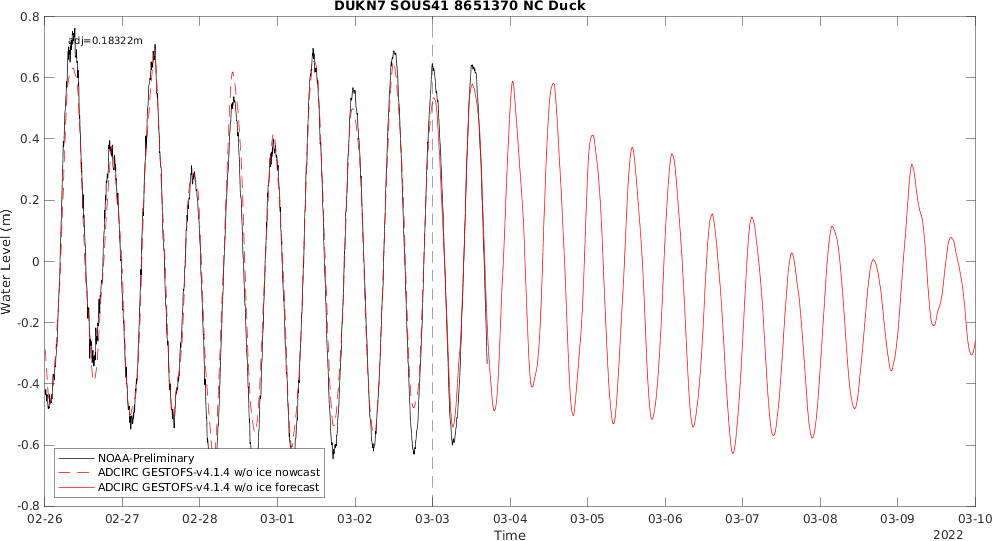 DUKN7 SOUS41 8651370 NC Duck
adj=0.18322m
0.8
0.6
0.4
0.2
0
-0.2
-0.4
-0.6
-0.8
Water Level (m)
NOAA-Preliminary
ADCIRC GESTOFS-v4.1.4 w/o ice nowcast
ADCIRC GESTOFS-v4.1.4 w/o ice forecast
02-26 02-27 02-28 03-01 03-02 03-03 03-04 03-05 03-06 03-07 03-08 03-09 03-10
Time
2022